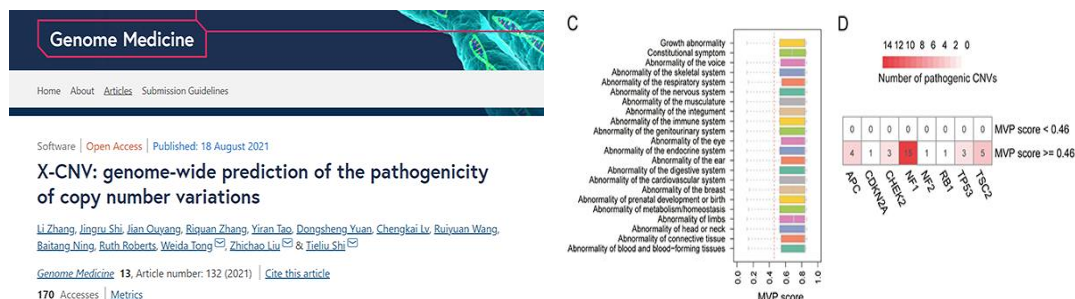 Genome Medicine
Home About Articles Submission Guidelines
Software | Open Access | Published: 18 August 2021
X-CNV: genome-wide prediction of the pathogenicity
of copy number variations
Li Zhang, Jingru Shi, Jian Ouyang, Riquan Zhang, Yiran Tao, Dongsheng Yuan, Chengkai Lv, Ruiyuan Wang,
Baitang Ning, Ruth Roberts, Weida Tong, Zhichao Liu & Tieliu Shi
Genome Medicine 13, Article number: 132 (2021) | Cite this article
170 Accesses | Metrics
C
Growth abnormality
Constitutional symptom
Abnormality of the voice
Abnormality of the skeletal system
Abnormality of the respiratory system
Abnormality of the nervous system
Abnormality of the musculature
Abnormality of the integument
Abnormality of the immune system
Abnormality of the genitourinary system
Abnormality of the eye
Abnormality of the endocrine system
Abnormality of the ear
Abnormality of the digestive system
Abnormality of the cardiovascular system
Abnormality of the breast
Abnormality of prenatal development or birth
Abnormality of metabolism/homeostasis
Abnormality of limbs
Abnormality of head or neck
Abnormality of connective tissue
Abnormality of blood and blood-forming tissues
0.0 0.2 0.4 0.6 0.8 1.0
MVP score
D
14 12 10 8 6 4 2 0
Number of pathogenic CNVs
0 0 0 0 0 0 0 0 MVP score < 0.46
4 1 3 1 1 3 5 MVP score >= 0.46
APC CDKN2A CHEK2 NF1 NF2 RB1 TP53 TSC2